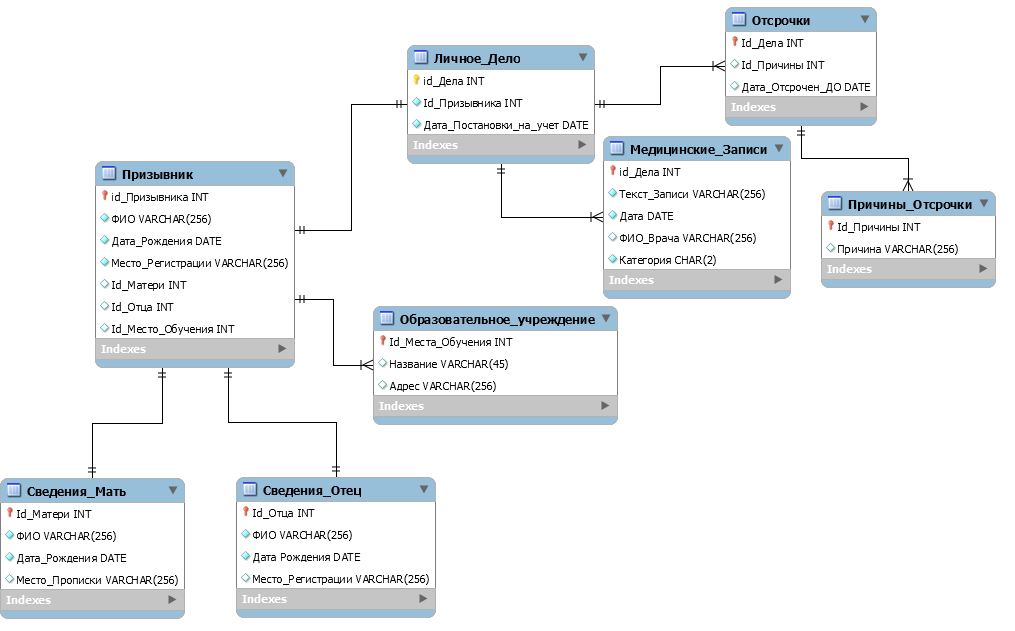 Отсрочки
Id_Дела INT
Id_Причины INT
Дата_Отсрочен_ДО DATE
Indexes
Личное_Дело
id_Дела INT
Id_Призывника INT
Дата_Постановки_на_учет DATE
Indexes
Медицинские_Записи
id_Дела INT
Текст_Записи VARCHAR(256)
Дата DATE
ФИО_Врача VARCHAR(256)
Категория CHAR(2)
Indexes
Призывник
id_Призывника INT
ФИО VARCHAR(256)
Дата_Рождения DATE
Место_Регистрации VARCHAR(256)
Id_Матери INT
Id_Отца INT
Id_Место_Обучения INT
Indexes
Причины_Отсрочки
Id_Причины INT
Причина VARCHAR(256)
Indexes
Образовательное_учреждение
Id_Места_Обучения INT
Название VARCHAR(45)
Адрес VARCHAR(256)
Indexes
Сведения_Мать
Id_Матери INT
ФИО VARCHAR(256)
Дата_Рождения DATE
Место_Прописки VARCHAR(256)
Indexes
Сведения_Отец
Id_Отца INT
ФИО VARCHAR(256)
Дата Рождения DATE
Место_Регистрации VARCHAR(256)
Indexes